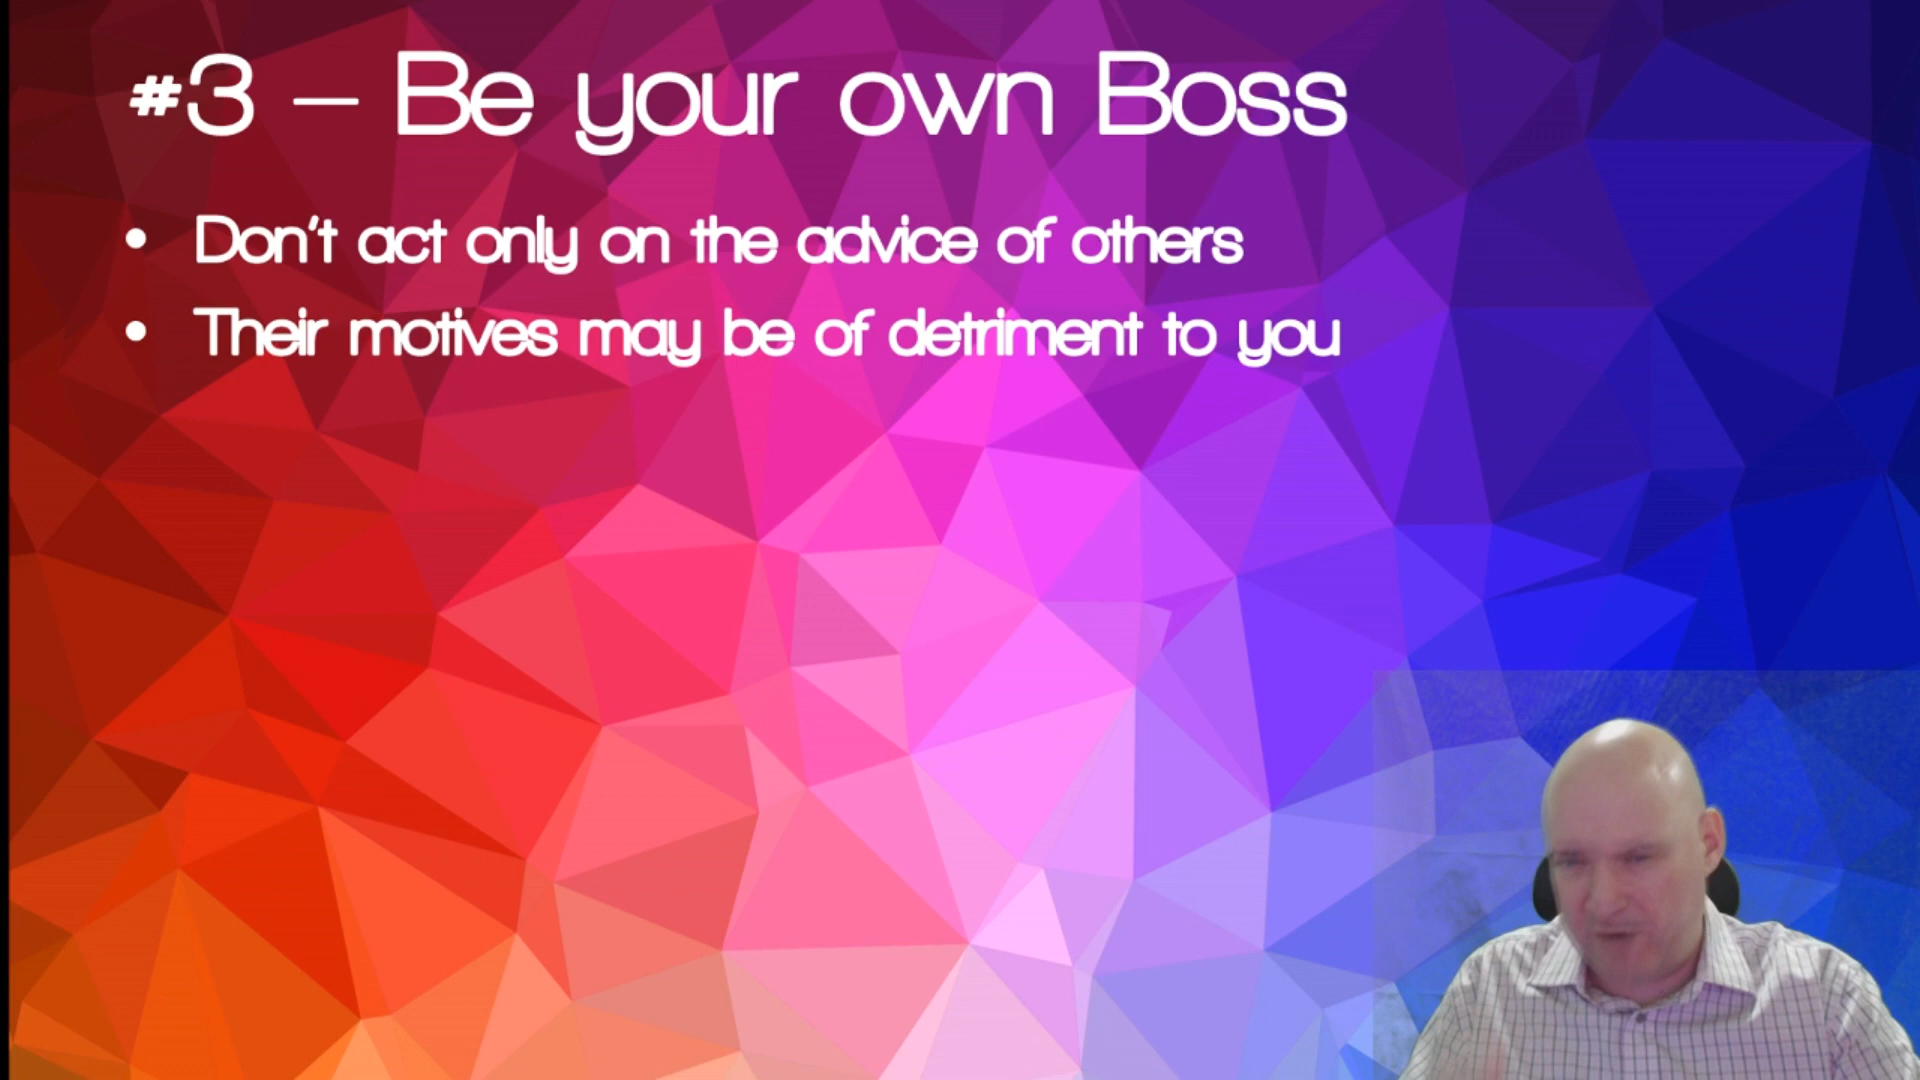 #3 – Be your own Boss
• Don't act only on the advice of others
• Their motives may be of detriment to you